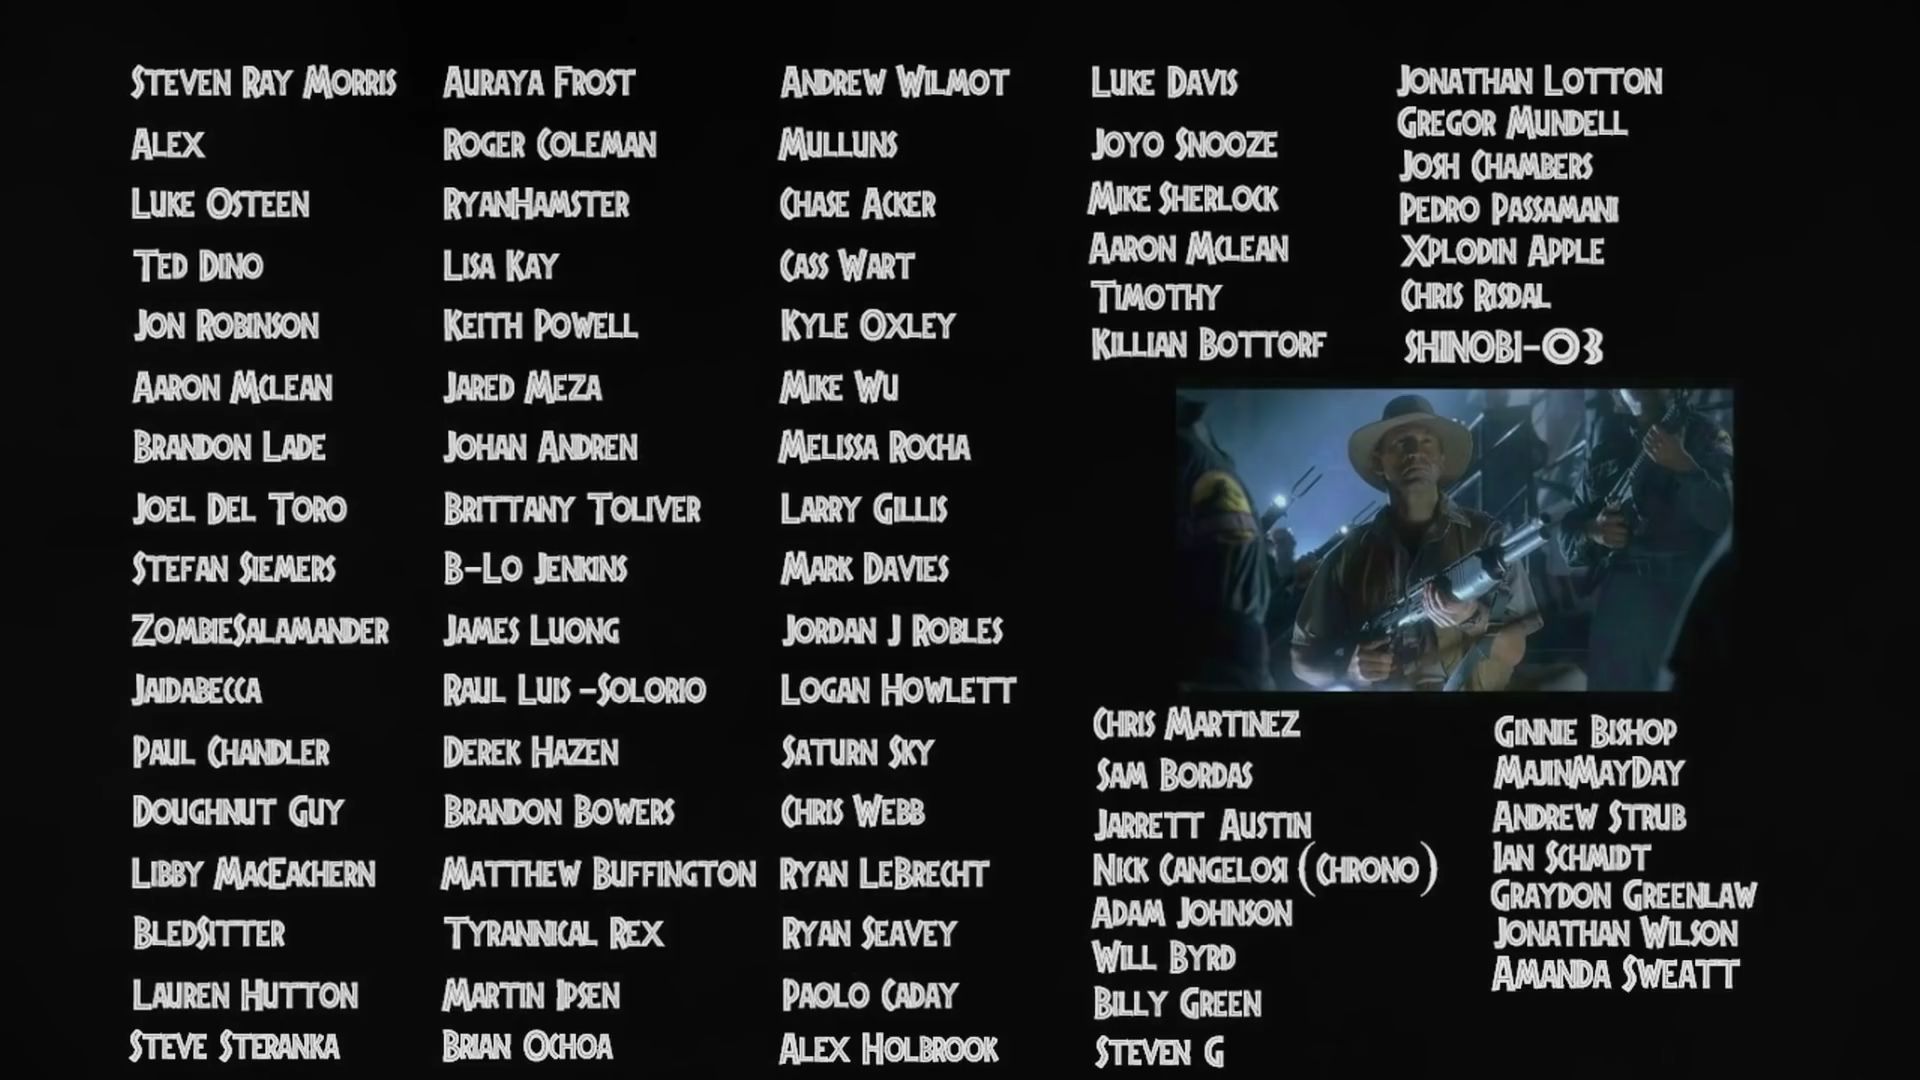 Steven Ray Morris
Alex
Luke Osteen
Ted Dino
Jon Robinson
Aaron McLean
Brandon Lade
Joel Del Toro
Stefan Siemers
ZombieSalamander
Jaidabecca
Paul Chandler
Doughnut Guy
Libby MacEachern
BledSitter
Lauren Hutton
Steve Steranka
Auraya Frost
Roger Coleman
RyanHamster
Lisa Kay
Keith Powell
Jared Meza
Johan Andren
Brittany Toliver
B-Lo Jenkins
James Luong
Raul Luis -Solorio
Derek Hazen
Brandon Bowers
Matthew Buffington
Tyrannical Rex
Martin Ipsen
Brian Ochoa
Andrew Wilmot
Mulluns
Chase Acker
Cass Wart
Kyle Oxley
Mike Wu
Melissa Rocha
Larry Gillis
Mark Davies
Jordan J Robles
Logan Howlett
Saturn Sky
Chris Webb
Ryan LeBrecht
Ryan Seavey
Paolo Caday
Alex Holbrook
Luke Davis
Joyo Snooze
Mike Sherlock
Aaron McLean
Timothy
Killian Bottorf
Jonathan Lotton
Gregor Mundell
Josh Chambers
Pedro Passamani
Xplodin Apple
Chris Risdal
SHINOBI-03
Chris Martinez
Sam Bordas
Jarrett Austin
Nick Cangelosi (Chrono)
Adam Johnson
Will Byrd
Billy Green
Steven G
Ginnie Bishop
MajinMayDay
Andrew Strub
Ian Schmidt
Graydon Greenlaw
Jonathan Wilson
Amanda Sweatt